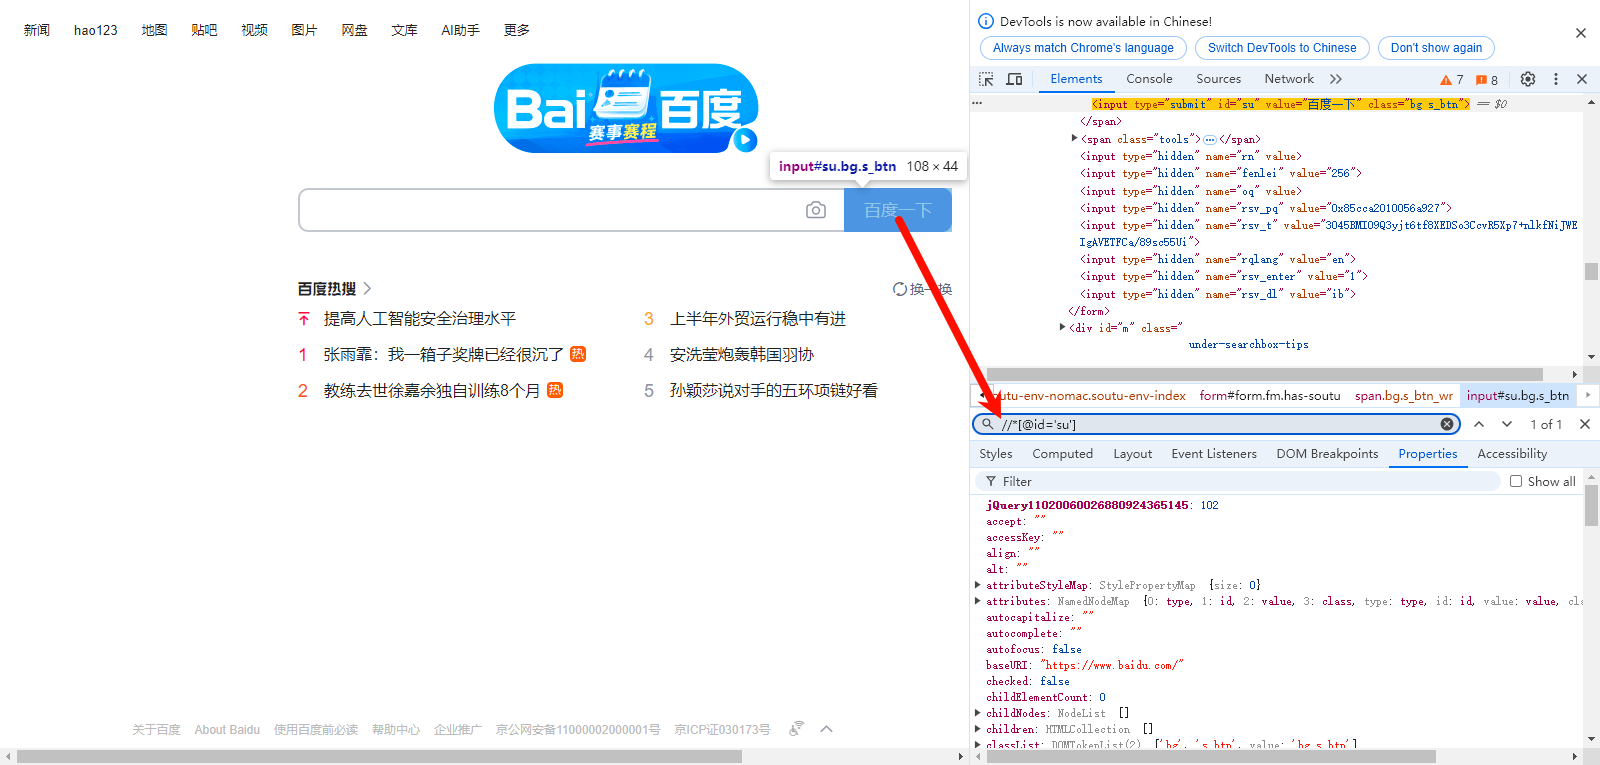 新闻 hao123 地图 贴吧 视频 图片 网盘 文库 AI助手 更多
Bai 百度
赛事赛程
input#su.bg.s_btn 108 × 44
百度一下
百度热搜 换一换
提高人工智能安全治理水平
1 张雨霏：我一箱子奖牌已经很沉了 热
2 教练去世徐嘉余独自训练8个月 热
3 上半年外贸运行稳中有进
4 安洗莹炮轰韩国羽协
5 孙颖莎说对手的五环项链好看
关于百度 About Baidu 使用百度前必读 帮助中心 企业推广 京公网安备11000002000001号 京ICP证030173号
DevTools is now available in Chinese!
Always match Chrome's language Switch DevTools to Chinese Don't show again
Elements Console Sources Network 7 8
<input type="submit" id="su" value="百度一下" class="bg s_btn"> == $0
</span>
<span class="tools">…</span>
<input type="hidden" name="rn" value>
<input type="hidden" name="fenlei" value="256">
<input type="hidden" name="oq" value>
<input type="hidden" name="rsv_pq" value="0x85cca2010056a927">
<input type="hidden" name="rsv_t" value="3045BMIO9Q3yjt6tf8XEDSo3CcvR5Xp7+nlkfNiJWE
IgAVETFCa/89sc55Ui">
<input type="hidden" name="rqlang" value="en">
<input type="hidden" name="rsv_enter" value="1">
<input type="hidden" name="rsv_dl" value="ib">
</form>
<div id="m" class="
under-searchbox-tips
outu-env-nomac.soutu-env-index form#form.fm.has-soutu span.bg.s_btn_wr input#su.bg.s_btn
//*[@id='su'] 1 of 1
Styles Computed Layout Event Listeners DOM Breakpoints Properties Accessibility
Filter Show all
jQuery110200600268809243651​45: 102
accept: ""
accessKey: ""
align: ""
alt: ""
attributeStyleMap: StylePropertyMap {size: 0}
attributes: NamedNodeMap {0: type, 1: id, 2: value, 3: class, type: type, id: id, value: value, cla
autocapitalize: ""
autocomplete: ""
autofocus: false
baseURI: "https://www.baidu.com/"
checked: false
childElementCount: 0
childNodes: NodeList []
children: HTMLCollection []
classList: DOMTokenList(2) ['bg', 's_btn', value: 'bg s_btn']